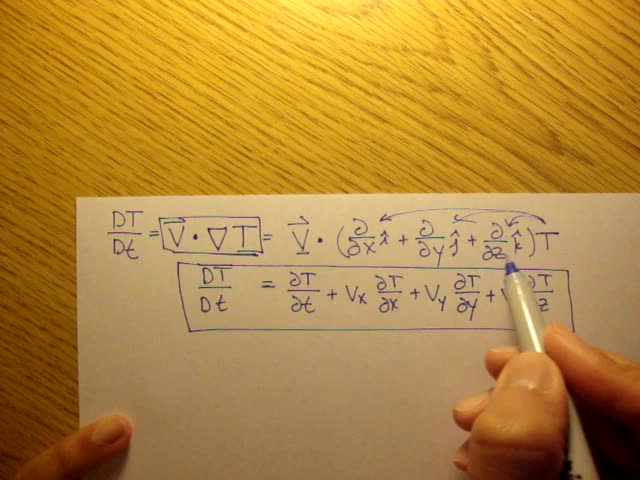 DT/Dt = V⃗ · ∇ T = V⃗ · (∂/∂x î + ∂/∂y ĵ + ∂/∂z k̂)T
DT/Dt = ∂T/∂t + Vx ∂T/∂x + Vy ∂T/∂y + ∂T/z